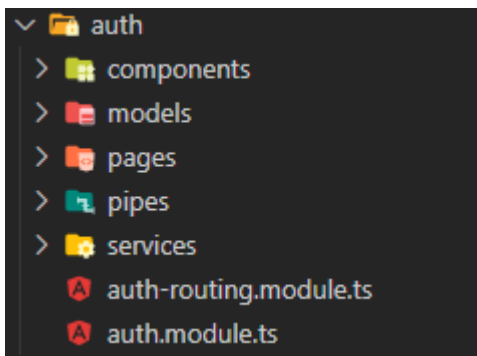 auth
components
models
pages
pipes
services
auth-routing.module.ts
auth.module.ts